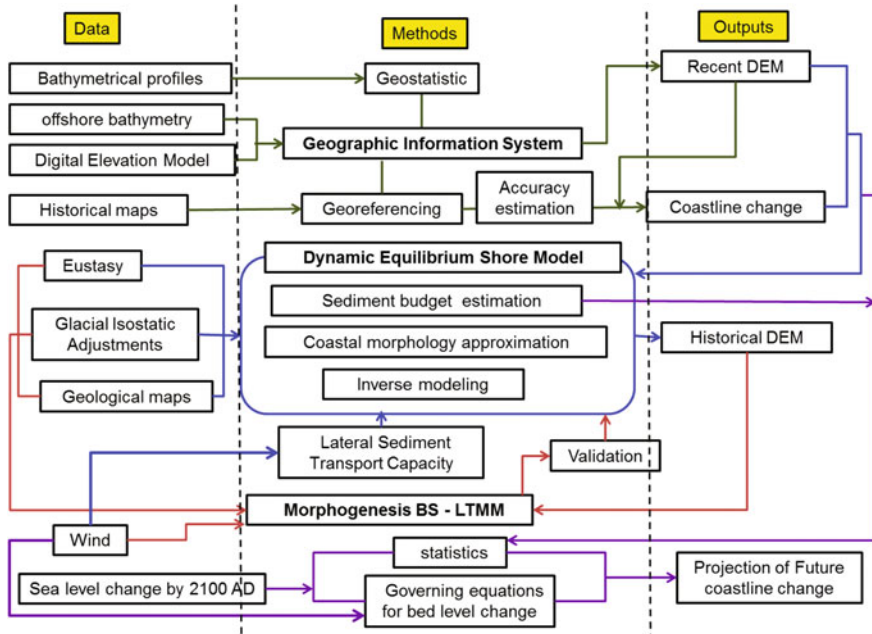 Data
Methods
Outputs
Bathymetrical profiles
Geostatistic
Recent DEM
offshore bathymetry
Geographic Information System
Digital Elevation Model
Historical maps
Georeferencing
Accuracy
estimation
Coastline change
Eustasy
Dynamic Equilibrium Shore Model
Sediment budget estimation
Glacial Isostatic
Adjustments
Coastal morphology approximation
Historical DEM
Geological maps
Inverse modeling
Lateral Sediment
Transport Capacity
Validation
Morphogenesis BS - LTMM
Wind
statistics
Sea level change by 2100 AD
Governing equations
for bed level change
Projection of Future
coastline change